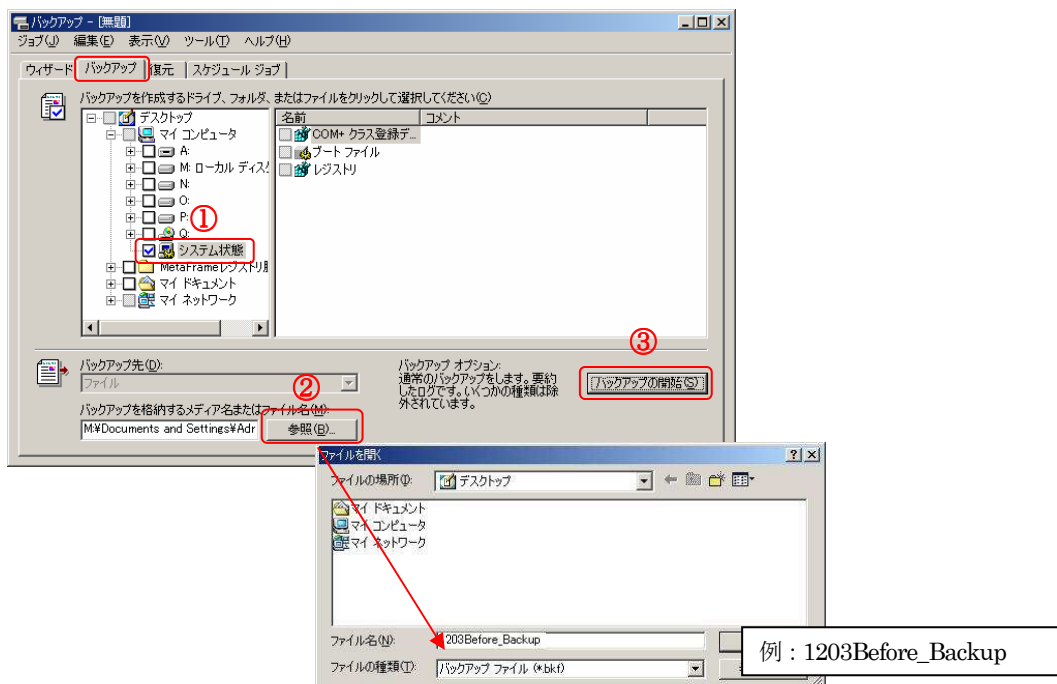 バックアップ - [無題]
ジョブ(J) 編集(E) 表示(V) ツール(T) ヘルプ(H)
ウィザード バックアップ 復元 スケジュール ジョブ
バックアップを作成するドライブ、フォルダ、またはファイルをクリックして選択してください(C)
デスクトップ
マイ コンピュータ
A:
M: ローカル ディスク
N:
O:
P:
Q:
①
システム状態
MetaFrameレジストリ
マイ ドキュメント
マイ ネットワーク
名前 コメント
COM+ クラス登録デ...
ブート ファイル
レジストリ
バックアップ先(D):
ファイル
バックアップを格納するメディア名またはファイル名(M):
M:¥Documents and Settings¥Adr
②
参照(B)...
バックアップ オプション:
通常のバックアップをします。要約
したログです。いくつかの種類は除
外されています。
③
バックアップの開始(S)
ファイルを開く
ファイルの場所(I): デスクトップ
マイ ドキュメント
マイ コンピュータ
マイ ネットワーク
ファイル名(N): 1203Before_Backup
ファイルの種類(T): バックアップ ファイル (*.bkf)
例：1203Before_Backup